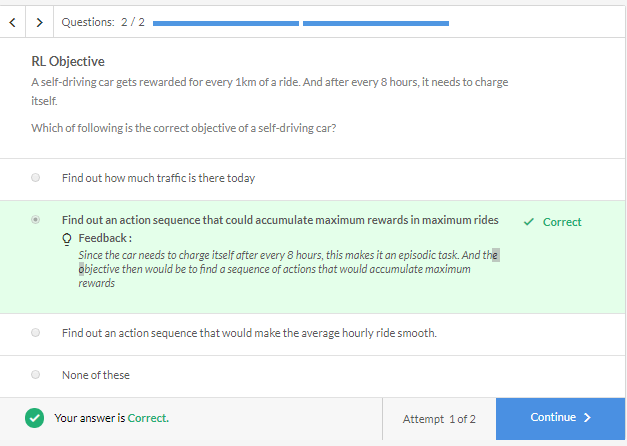 Questions: 2 / 2
RL Objective
A self-driving car gets rewarded for every 1km of a ride. And after every 8 hours, it needs to charge
itself.
Which of following is the correct objective of a self-driving car?
Find out how much traffic is there today
Find out an action sequence that could accumulate maximum rewards in maximum rides
Correct
Feedback :
Since the car needs to charge itself after every 8 hours, this makes it an episodic task. And the
objective then would be to find a sequence of actions that would accumulate maximum
rewards
Find out an action sequence that would make the average hourly ride smooth.
None of these
Your answer is Correct.
Attempt 1 of 2
Continue